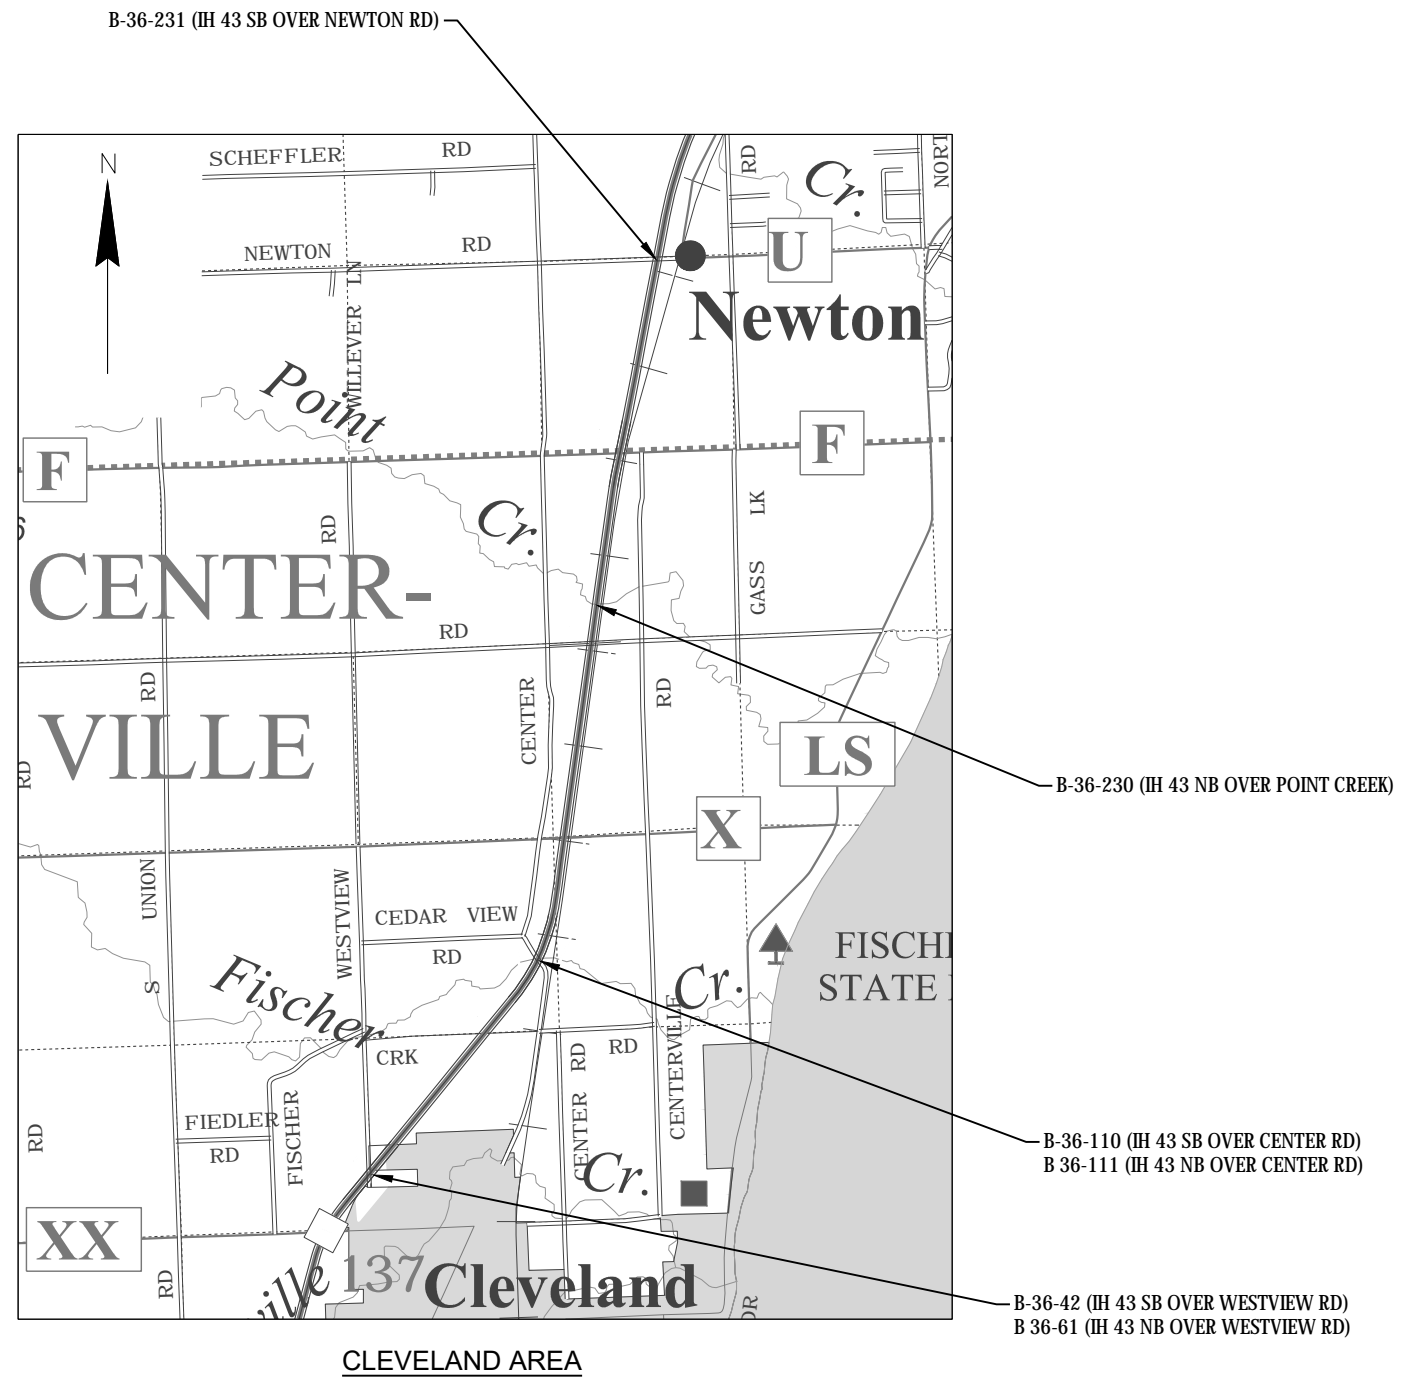 B-36-231 (IH 43 SB OVER NEWTON RD)
N
SCHEFFLER RD
RD
Cr.
NORT
NEWTON RD
U
WILLEVER LN
Newton
Point
F
F
Cr.
RD
GASS LK
CENTER-
RD
VILLE
RD
RD
CENTER
RD
LS
B-36-230 (IH 43 NB OVER POINT CREEK)
X
S UNION
WESTVIEW
CEDAR VIEW
RD
FISCHE
STATE
Fischer
Cr.
CRK
RD
RD
CENTER
CENTERVILLE
FIEDLER
RD
FISCHER
RD
Cr.
B-36-110 (IH 43 SB OVER CENTER RD)
B 36-111 (IH 43 NB OVER CENTER RD)
XX
RD
ville
137
Cleveland
DR
B-36-42 (IH 43 SB OVER WESTVIEW RD)
B 36-61 (IH 43 NB OVER WESTVIEW RD)
CLEVELAND AREA